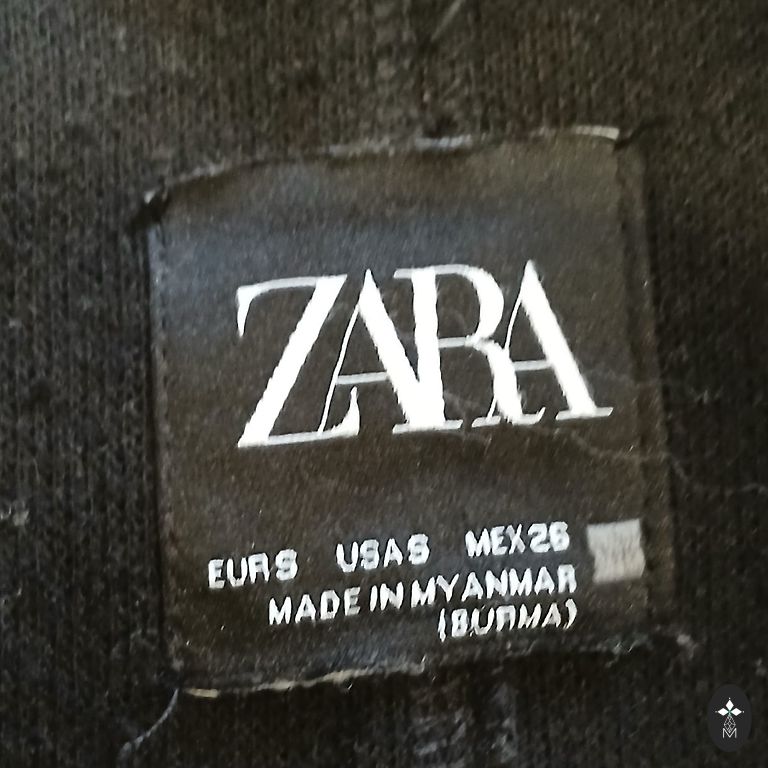 ZARA
EUR S USA S MEX 26
MADE IN MYANMAR
(BURMA)
M